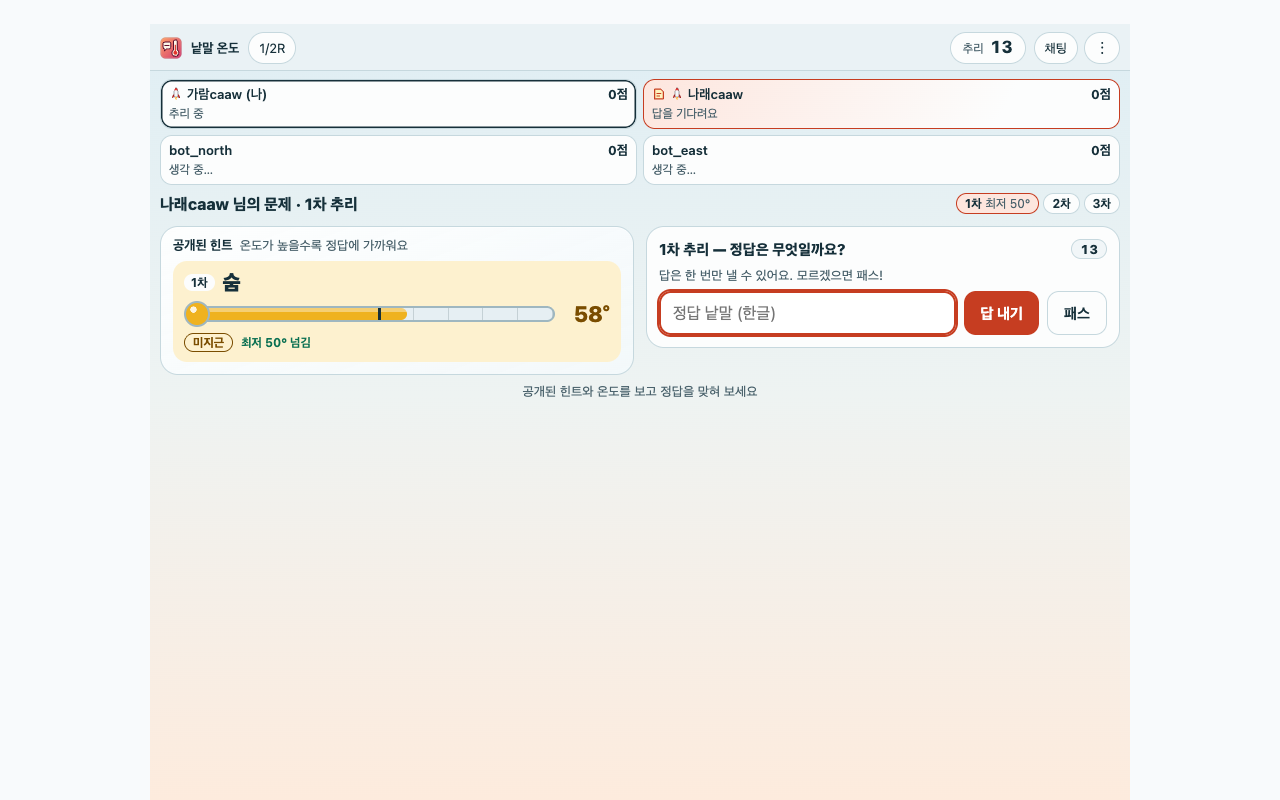 낱말 온도 1/2R 추리 13 채팅
가람caaw (나) 0점
추리 중
나래caaw 0점
답을 기다려요
bot_north 0점
생각 중...
bot_east 0점
생각 중...
나래caaw 님의 문제 · 1차 추리
1차 최저 50° 2차 3차
공개된 힌트 온도가 높을수록 정답에 가까워요
1차 숨
58°
미지근 최저 50° 넘김
1차 추리 — 정답은 무엇일까요? 13
답은 한 번만 낼 수 있어요. 모르겠으면 패스!
정답 낱말 (한글) 답 내기 패스
공개된 힌트와 온도를 보고 정답을 맞혀 보세요